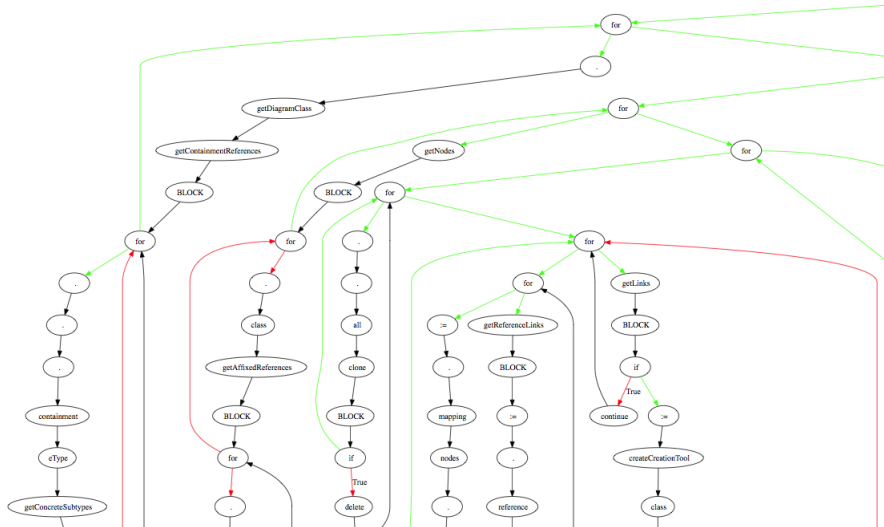 for
.
getDiagramClass
for
getContainmentReferences
getNodes
for
BLOCK
BLOCK
for
for
for
.
for
.
.
.
for
getLinks
.
class
all
:=
getReferenceLinks
BLOCK
.
getAffixedReferences
clone
.
BLOCK
if
True
containment
BLOCK
BLOCK
mapping
:=
continue
:=
eType
for
if
nodes
.
createCreationTool
True
getConcreteSubtypes
.
delete
.
reference
class